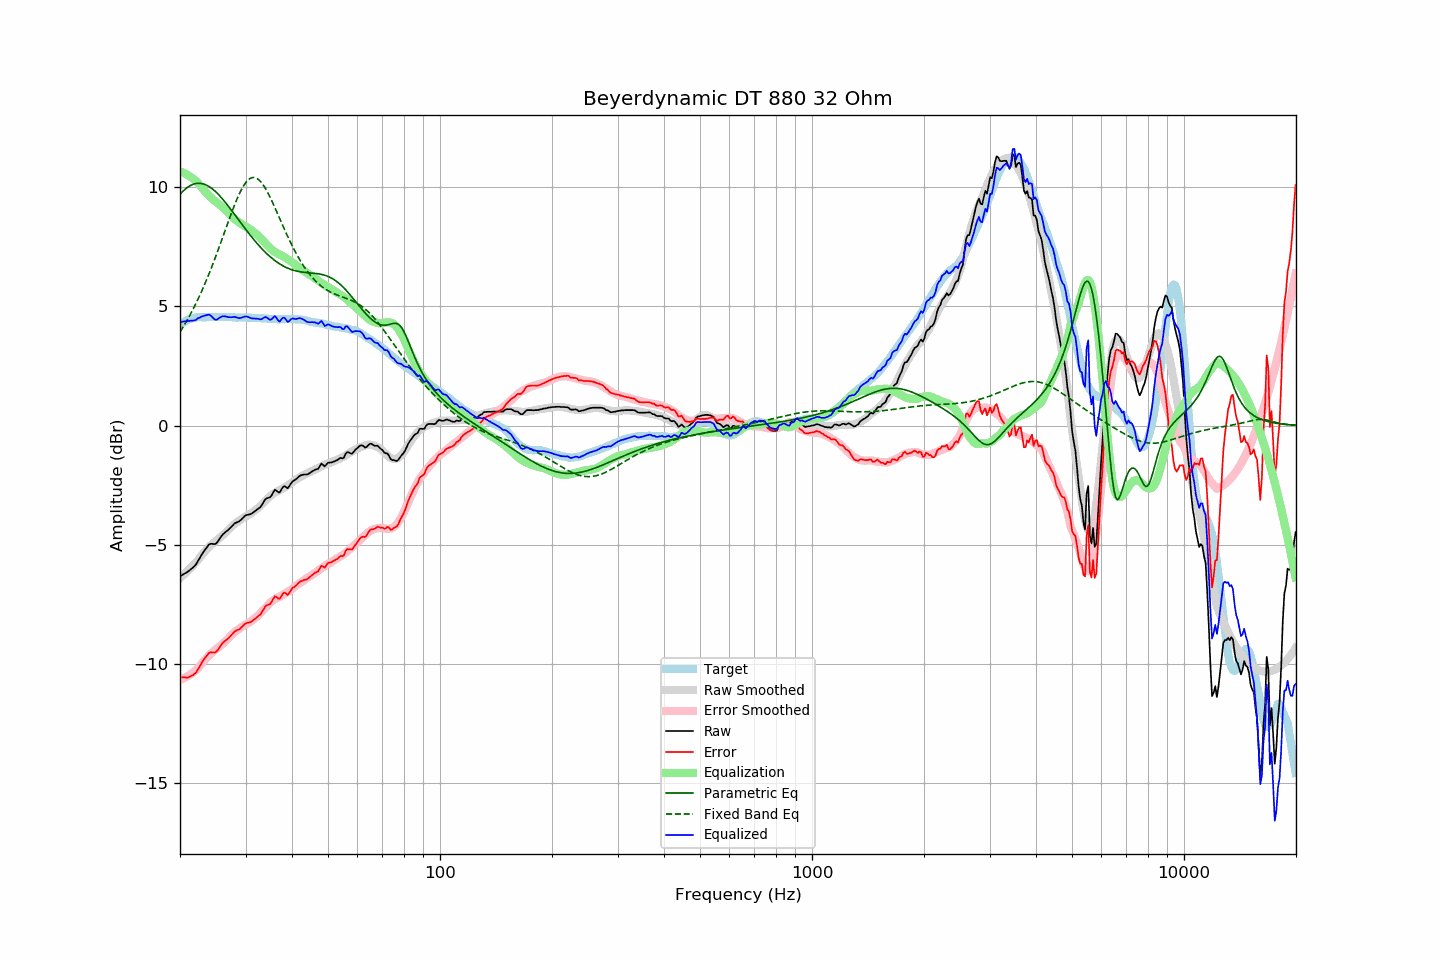 Beyerdynamic DT 880 32 Ohm
Amplitude (dBr)
10
5
0
−5
−10
−15
Target
Raw Smoothed
Error Smoothed
Raw
Error
Equalization
Parametric Eq
Fixed Band Eq
Equalized
100
1000
10000
Frequency (Hz)